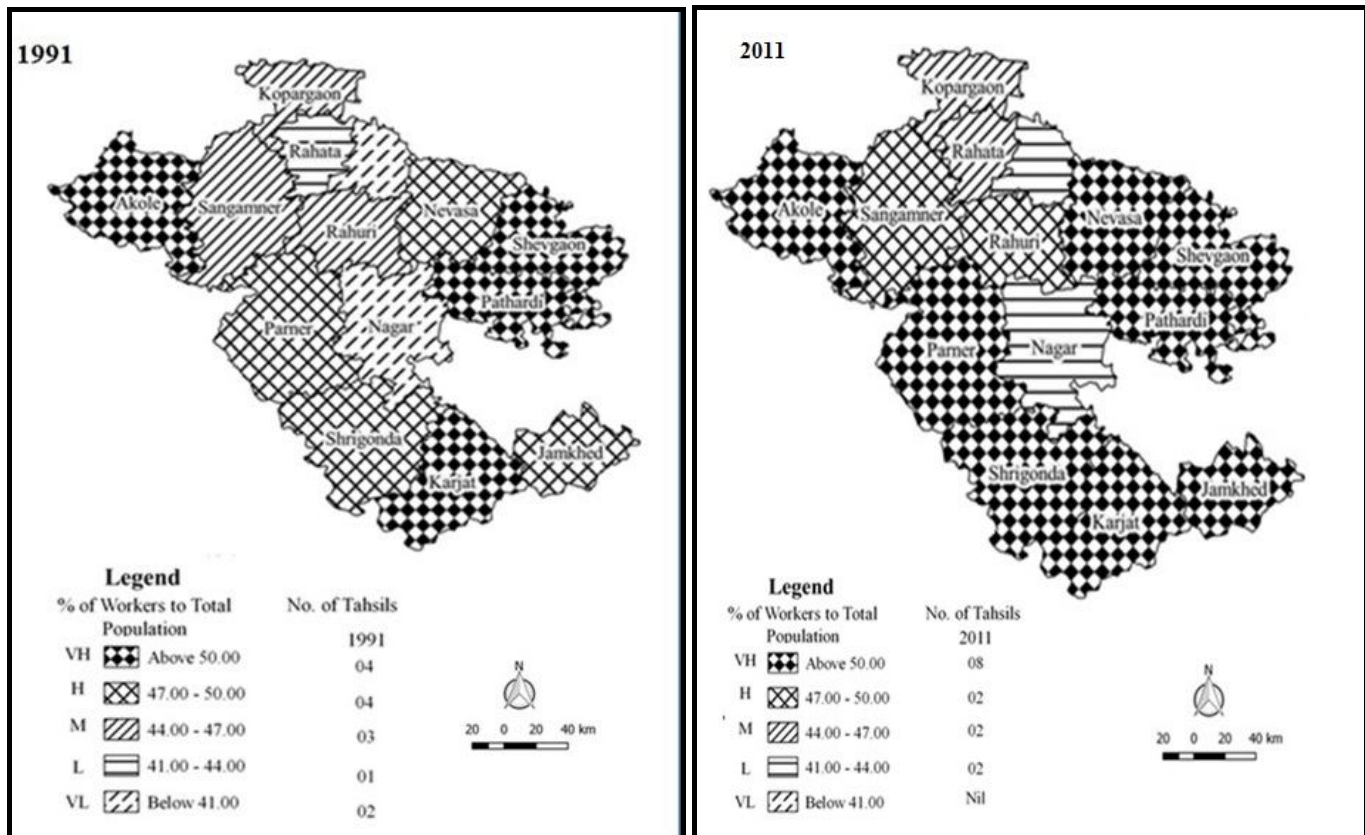 1991
Kopargaon
Rahata
Akole
Sangamner
Nevasa
Rahuri
Shevgaon
Pathardi
Parner
Nagar
Shrigonda
Jamkhed
Karjat
Legend
% of Workers to Total No. of Tahsils
Population 1991
VH Above 50.00 04
H 47.00 - 50.00 04
M 44.00 - 47.00 03
L 41.00 - 44.00 01
VL Below 41.00 02
N
20 0 20 40 km
2011
Kopargaon
Rahata
Akole
Sangamner
Nevasa
Rahuri
Shevgaon
Pathardi
Parner
Nagar
Shrigonda
Jamkhed
Karjat
Legend
% of Workers to Total No. of Tahsils
Population 2011
VH Above 50.00 08
H 47.00 - 50.00 02
M 44.00 - 47.00 02
L 41.00 - 44.00 02
VL Below 41.00 Nil
N
20 0 20 40 km